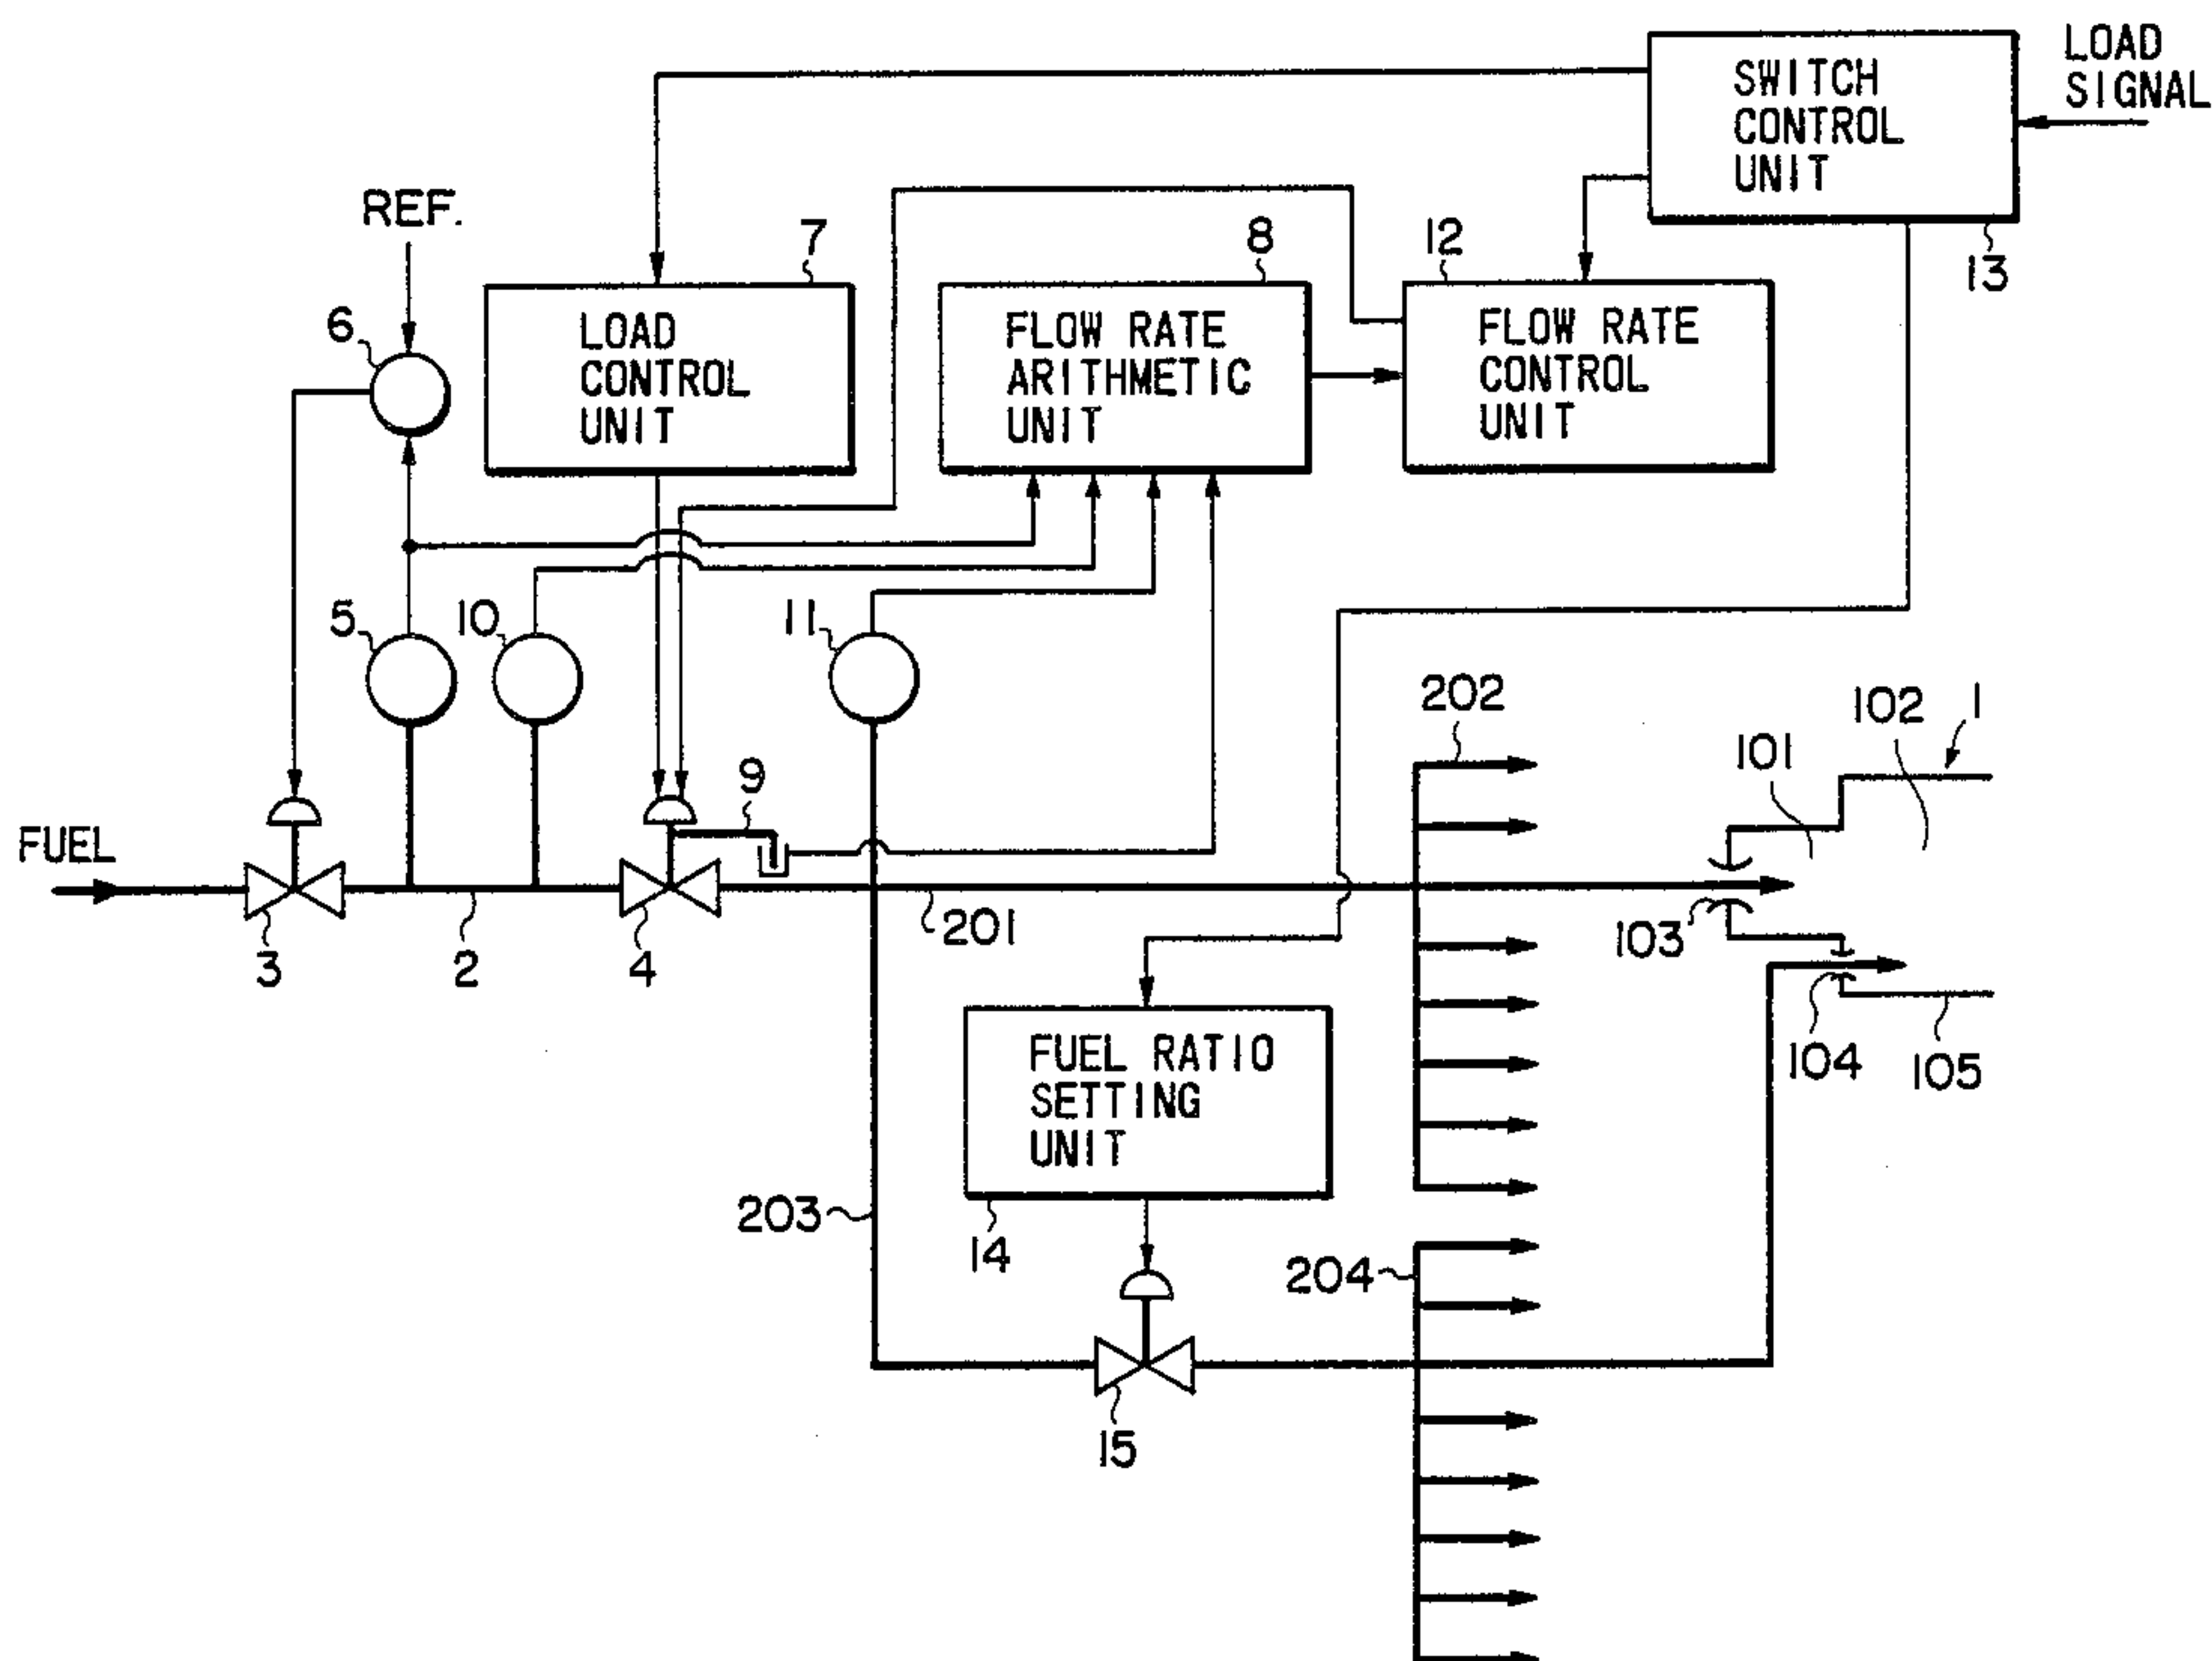 LOAD
SIGNAL
SWITCH
CONTROL
UNIT
13
REF.
7
8
12
6
LOAD
CONTROL
UNIT
FLOW RATE
ARITHMETIC
UNIT
FLOW RATE
CONTROL
UNIT
5
10
11
202
102
1
101
9
FUEL
3
2
4
201
103
104
105
FUEL RATIO
SETTING
UNIT
203
14
204
15